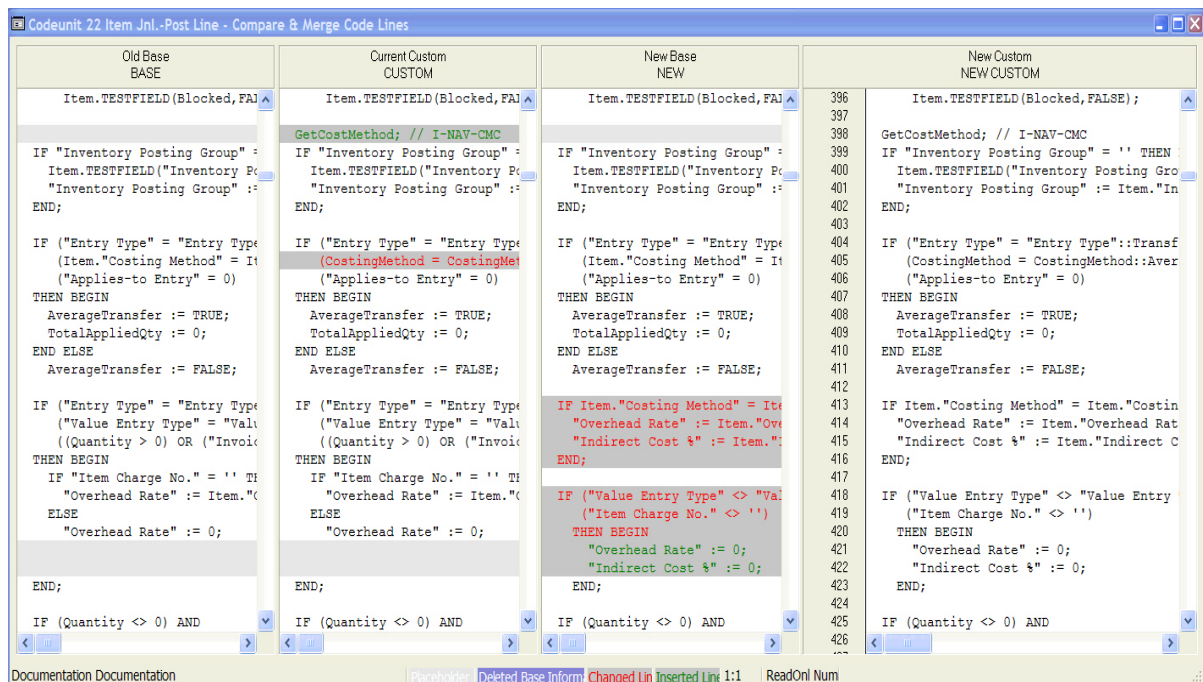 Codeunit 22 Item Jnl.-Post Line - Compare & Merge Code Lines
Old Base
BASE
Item.TESTFIELD(Blocked,FAL
IF "Inventory Posting Group" =
Item.TESTFIELD("Inventory Po
"Inventory Posting Group" :=
END;
IF ("Entry Type" = "Entry Type
(Item."Costing Method" = It
("Applies-to Entry" = 0)
THEN BEGIN
AverageTransfer := TRUE;
TotalAppliedQty := 0;
END ELSE
AverageTransfer := FALSE;
IF ("Entry Type" = "Entry Type
("Value Entry Type" = "Valu
((Quantity > 0) OR ("Invoic
THEN BEGIN
IF "Item Charge No." = '' TH
"Overhead Rate" := Item."O
ELSE
"Overhead Rate" := 0;
END;
IF (Quantity <> 0) AND
Current Custom
CUSTOM
Item.TESTFIELD(Blocked,FAL
GetCostMethod; // I-NAV-CMC
IF "Inventory Posting Group" =
Item.TESTFIELD("Inventory Po
"Inventory Posting Group" :=
END;
IF ("Entry Type" = "Entry Type
(CostingMethod = CostingMet
("Applies-to Entry" = 0)
THEN BEGIN
AverageTransfer := TRUE;
TotalAppliedQty := 0;
END ELSE
AverageTransfer := FALSE;
IF ("Entry Type" = "Entry Type
("Value Entry Type" = "Valu
((Quantity > 0) OR ("Invoic
THEN BEGIN
IF "Item Charge No." = '' TH
"Overhead Rate" := Item."O
ELSE
"Overhead Rate" := 0;
END;
IF (Quantity <> 0) AND
New Base
NEW
Item.TESTFIELD(Blocked,FAL
IF "Inventory Posting Group" =
Item.TESTFIELD("Inventory Po
"Inventory Posting Group" :=
END;
IF ("Entry Type" = "Entry Type
(Item."Costing Method" = It
("Applies-to Entry" = 0)
THEN BEGIN
AverageTransfer := TRUE;
TotalAppliedQty := 0;
END ELSE
AverageTransfer := FALSE;
IF Item."Costing Method" = Ite
"Overhead Rate" := Item."Ov
"Indirect Cost %" := Item."I
END;
IF ("Value Entry Type" <> "Val
("Item Charge No." <> '')
THEN BEGIN
"Overhead Rate" := 0;
"Indirect Cost %" := 0;
END;
IF (Quantity <> 0) AND
New Custom
NEW CUSTOM
396 Item.TESTFIELD(Blocked,FALSE);
397
398 GetCostMethod; // I-NAV-CMC
399 IF "Inventory Posting Group" = '' THEN
400 Item.TESTFIELD("Inventory Posting Gro
401 "Inventory Posting Group" := Item."In
402 END;
403
404 IF ("Entry Type" = "Entry Type"::Transf
405 (CostingMethod = CostingMethod::Aver
406 ("Applies-to Entry" = 0)
407 THEN BEGIN
408 AverageTransfer := TRUE;
409 TotalAppliedQty := 0;
410 END ELSE
411 AverageTransfer := FALSE;
412
413 IF Item."Costing Method" = Item."Costin
414 "Overhead Rate" := Item."Overhead Rat
415 "Indirect Cost %" := Item."Indirect C
416 END;
417
418 IF ("Value Entry Type" <> "Value Entry
419 ("Item Charge No." <> '')
420 THEN BEGIN
421 "Overhead Rate" := 0;
422 "Indirect Cost %" := 0;
423 END;
424
425 IF (Quantity <> 0) AND
426
Documentation Documentation Placeholder Deleted Base Inform Changed Lin Inserted Line 1:1 ReadOnl Num